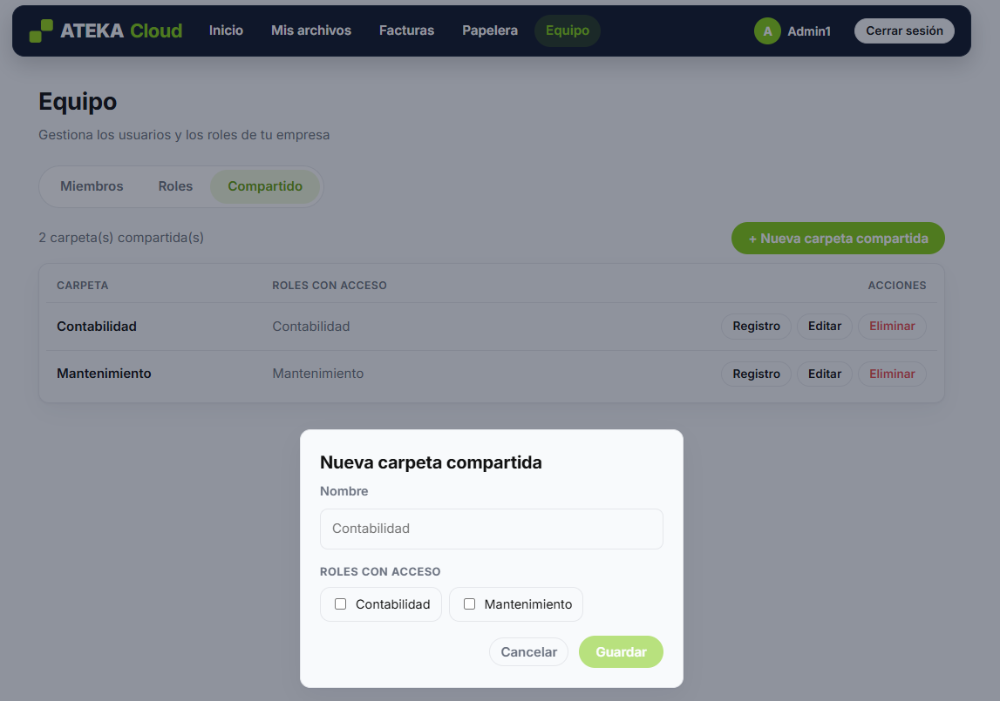 ATEKA Cloud Inicio Mis archivos Facturas Papelera Equipo A Admin1 Cerrar sesión
Equipo
Gestiona los usuarios y los roles de tu empresa
Miembros Roles Compartido
2 carpeta(s) compartida(s) + Nueva carpeta compartida
CARPETA ROLES CON ACCESO ACCIONES
Contabilidad Contabilidad Registro Editar Eliminar
Mantenimiento Mantenimiento Registro Editar Eliminar
Nueva carpeta compartida
Nombre
Contabilidad
ROLES CON ACCESO
Contabilidad Mantenimiento
Cancelar Guardar